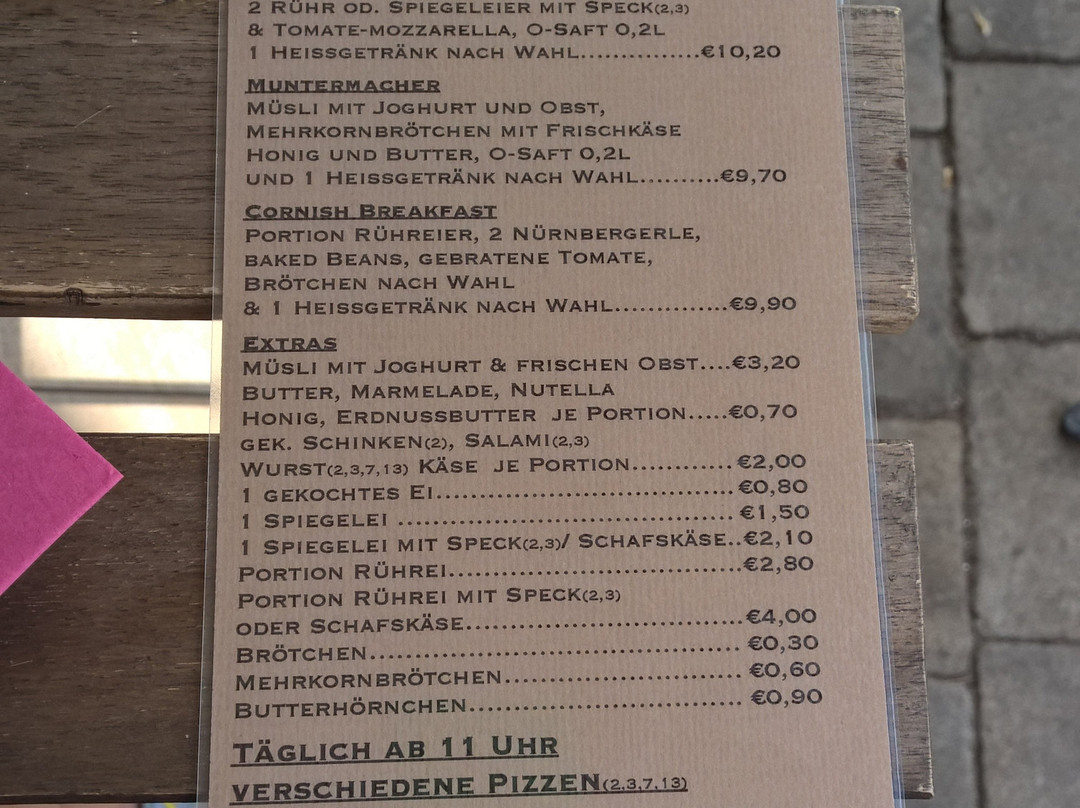 2 Rühr od. Spiegeleier mit Speck(2,3)
& Tomate-mozzarella, O-Saft 0,2l
1 Heissgetränk nach Wahl..............€10,20
Muntermacher
Müsli mit Joghurt und Obst,
Mehrkornbrötchen mit Frischkäse
Honig und Butter, O-Saft 0,2l
und 1 Heissgetränk nach Wahl..........€9,70
Cornish Breakfast
Portion Rühreier, 2 Nürnbergerle,
baked Beans, gebratene Tomate,
Brötchen nach Wahl
& 1 Heissgetränk nach Wahl..............€9,90
Extras
Müsli mit Joghurt & frischen Obst....€3,20
Butter, Marmelade, Nutella
Honig, Erdnussbutter je Portion.....€0,70
gek. Schinken(2), Salami(2,3)
Wurst(2,3,7,13) Käse je Portion............€2,00
1 gekochtes Ei...................................€0,80
1 Spiegelei .......................................€1,50
1 Spiegelei mit Speck(2,3)/ Schafskäse..€2,10
Portion Rührei...................................€2,80
Portion Rührei mit Speck(2,3)
oder Schafskäse.................................€4,00
Brötchen............................................€0,30
Mehrkornbrötchen............................€0,60
Butterhörnchen.................................€0,90
Täglich ab 11 Uhr
verschiedene Pizzen(2,3,7,13)